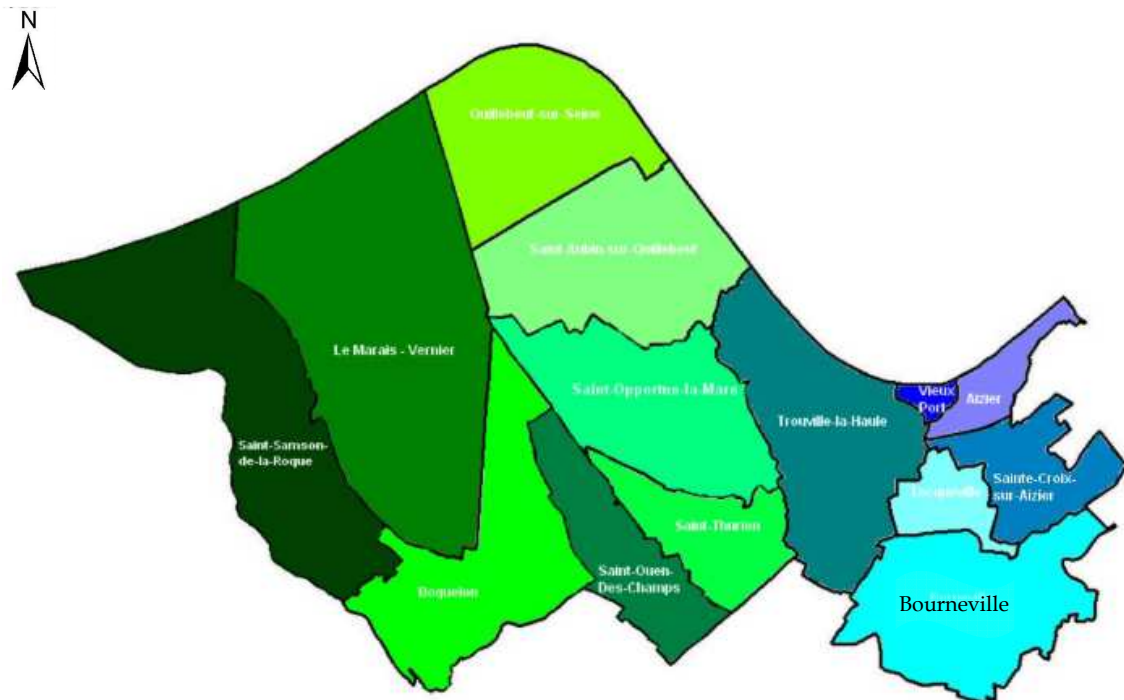 N
Quillebeuf-sur-Seine
Saint-Aubin-sur-Quillebeuf
Le Marais - Vernier
Saint-Opportune-la-Mare
Vieux
Port
Aizier
Trouville-la-Haule
Saint-Samson-
de-la-Roque
Sainte-Croix-
sur-Aizier
Saint-Thurien
Saint-Ouen-
Des-Champs
Bouquelon
Bourneville